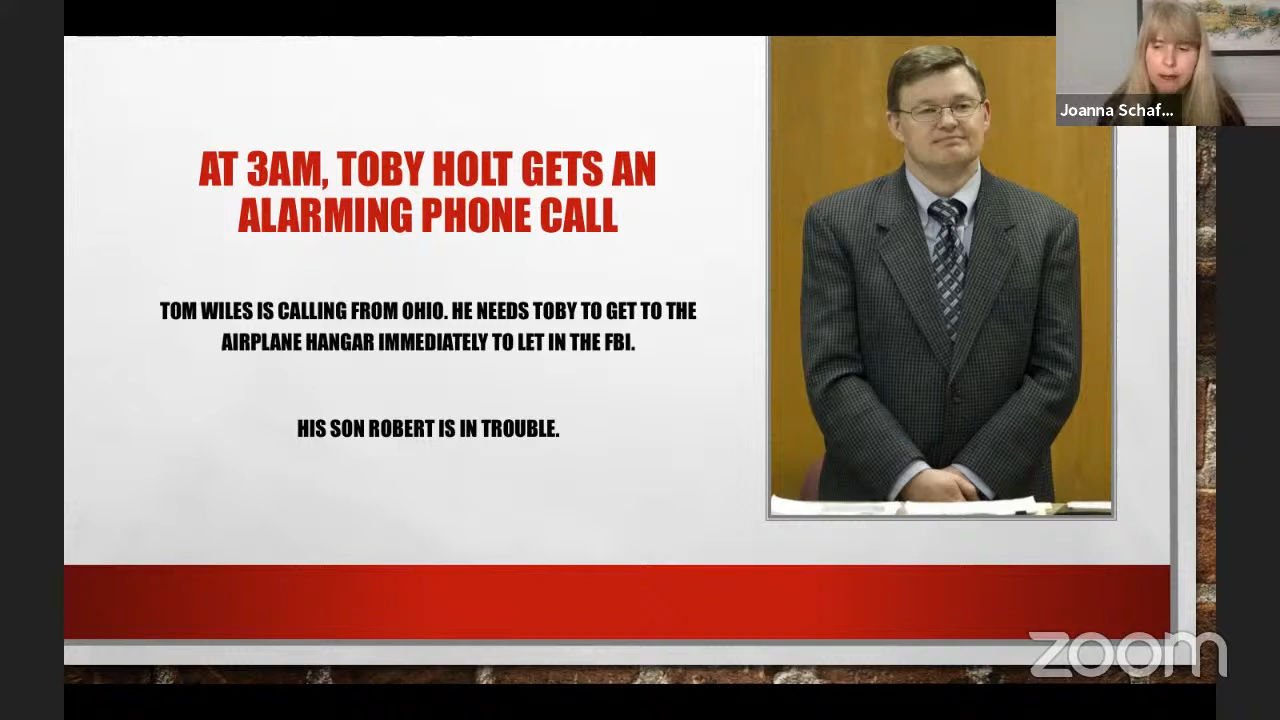 Joanna Schaf...
AT 3AM, TOBY HOLT GETS AN
ALARMING PHONE CALL
TOM WILES IS CALLING FROM OHIO. HE NEEDS TOBY TO GET TO THE
AIRPLANE HANGAR IMMEDIATELY TO LET IN THE FBI.
HIS SON ROBERT IS IN TROUBLE.
zoom